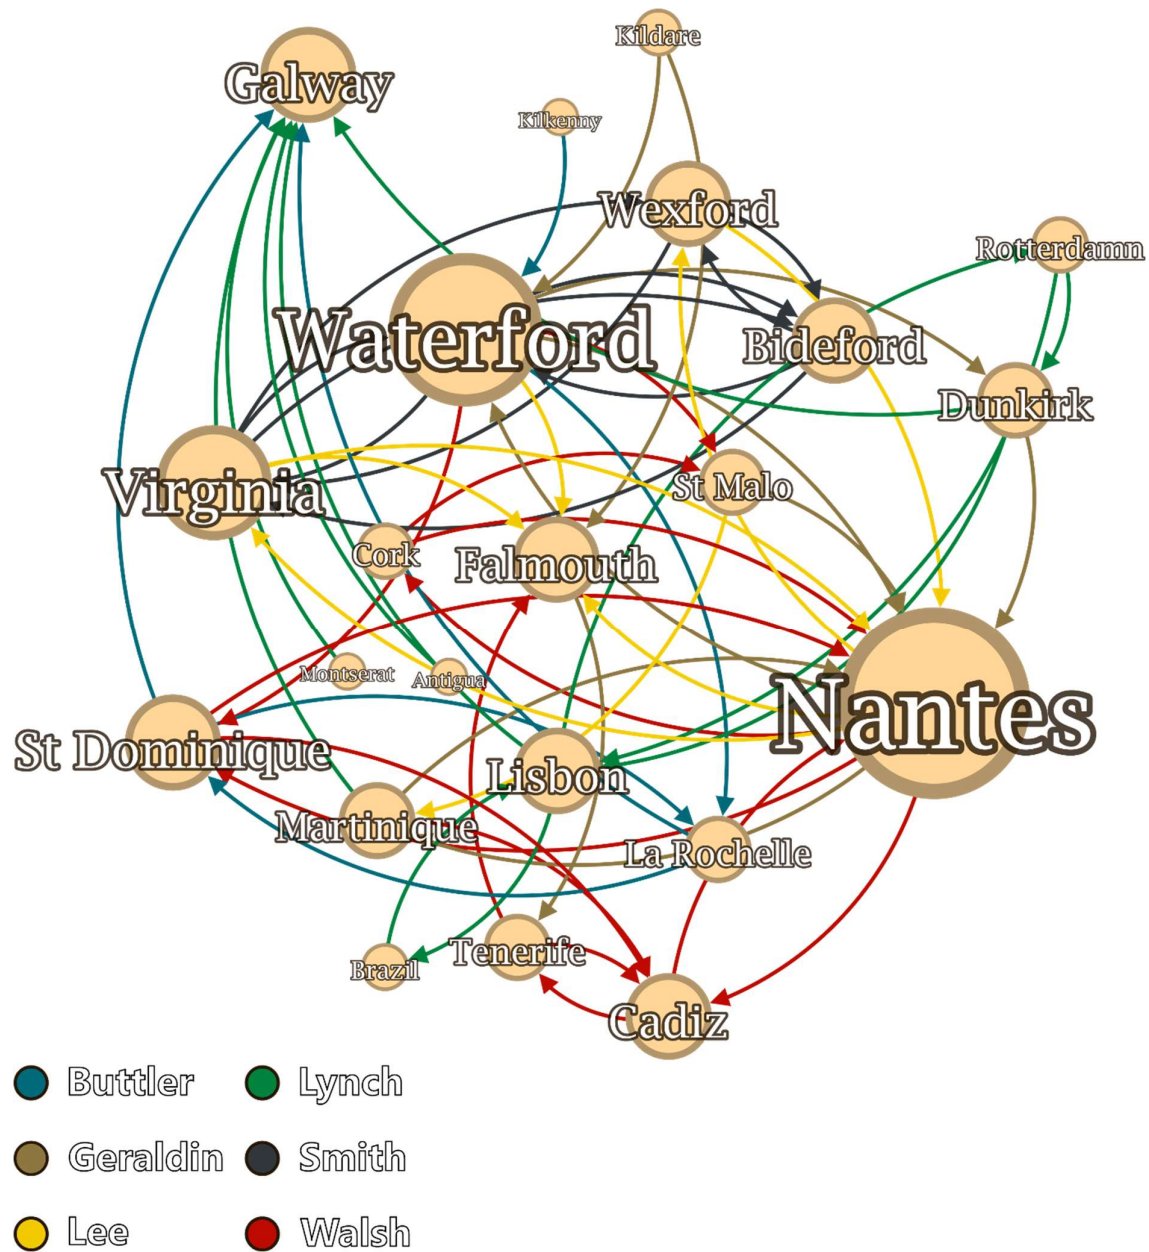 Kildare
Galway
Kilkenny
Wexford
Rotterdamn
Waterford
Bideford
Dunkirk
Virginia
St Malo
Cork
Falmouth
Montserat
Antigua
Nantes
St Dominique
Lisbon
Martinique
La Rochelle
Brazil
Tenerife
Cadiz
Buttler
Lynch
Geraldin
Smith
Lee
Walsh